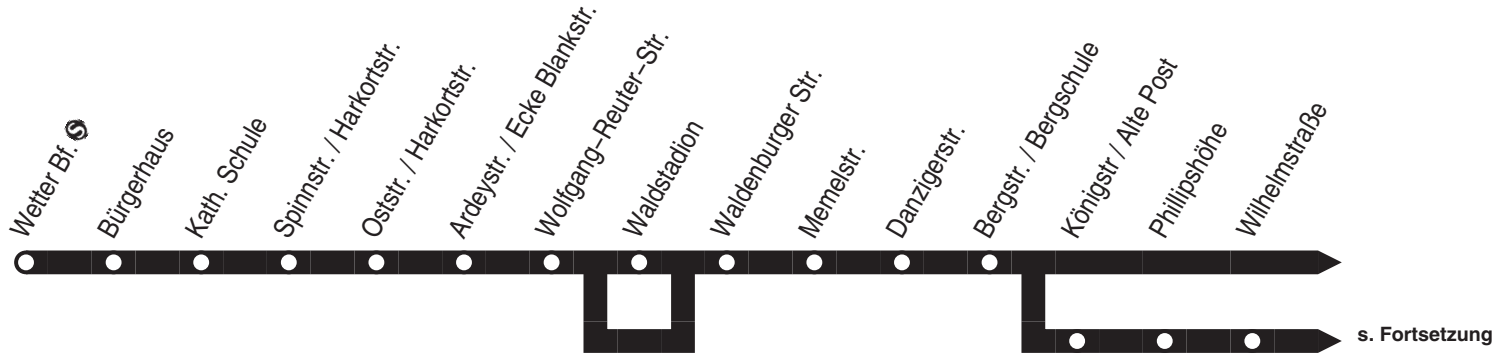 Wetter Bf. S
Bürgerhaus
Kath. Schule
Spinnstr. / Harkortstr.
Oststr. / Harkortstr.
Ardeystr. / Ecke Blankstr.
Wolfgang-Reuter-Str.
Waldstadion
Waldenburger Str.
Memelstr.
Danzigerstr.
Bergstr. / Bergschule
Königstr / Alte Post
Phillipshöhe
Wilhelmstraße
s. Fortsetzung